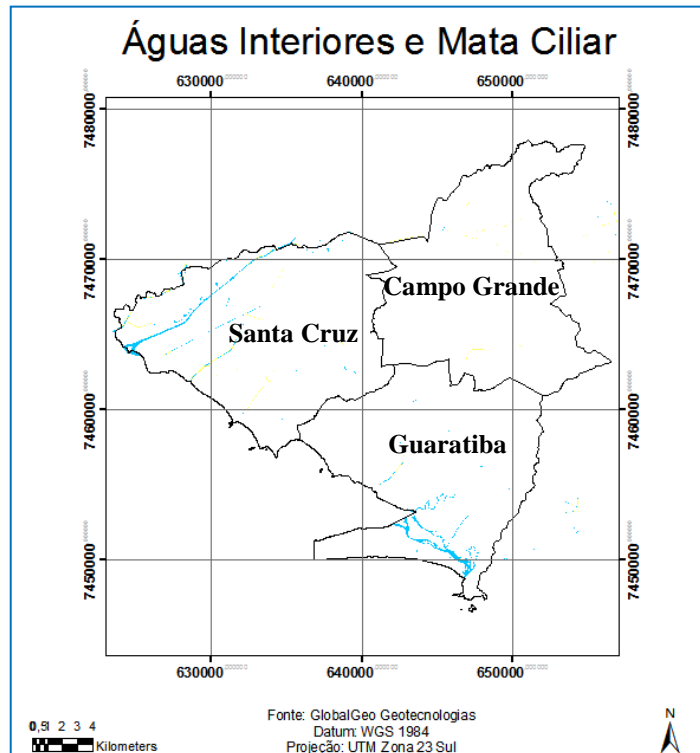 Águas Interiores e Mata Ciliar
630000 640000 650000
7480000 7480000
7470000 7470000
Campo Grande
Santa Cruz
7460000 7460000
Guaratiba
7450000 7450000
630000 640000 650000
0,51 2 3 4
Kilometers
Fonte: GlobalGeo Geotecnologias
Datum: WGS 1984
Projeção: UTM Zona 23 Sul
N